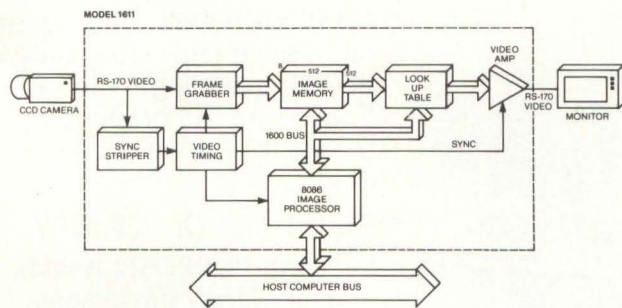 MODEL 1611
CCD CAMERA
RS-170 VIDEO
FRAME
GRABBER
8
512
512
IMAGE
MEMORY
LOOK
UP
TABLE
VIDEO
AMP
RS-170
VIDEO
MONITOR
SYNC
STRIPPER
VIDEO
TIMING
1600 BUS
SYNC
8086
IMAGE
PROCESSOR
HOST COMPUTER BUS